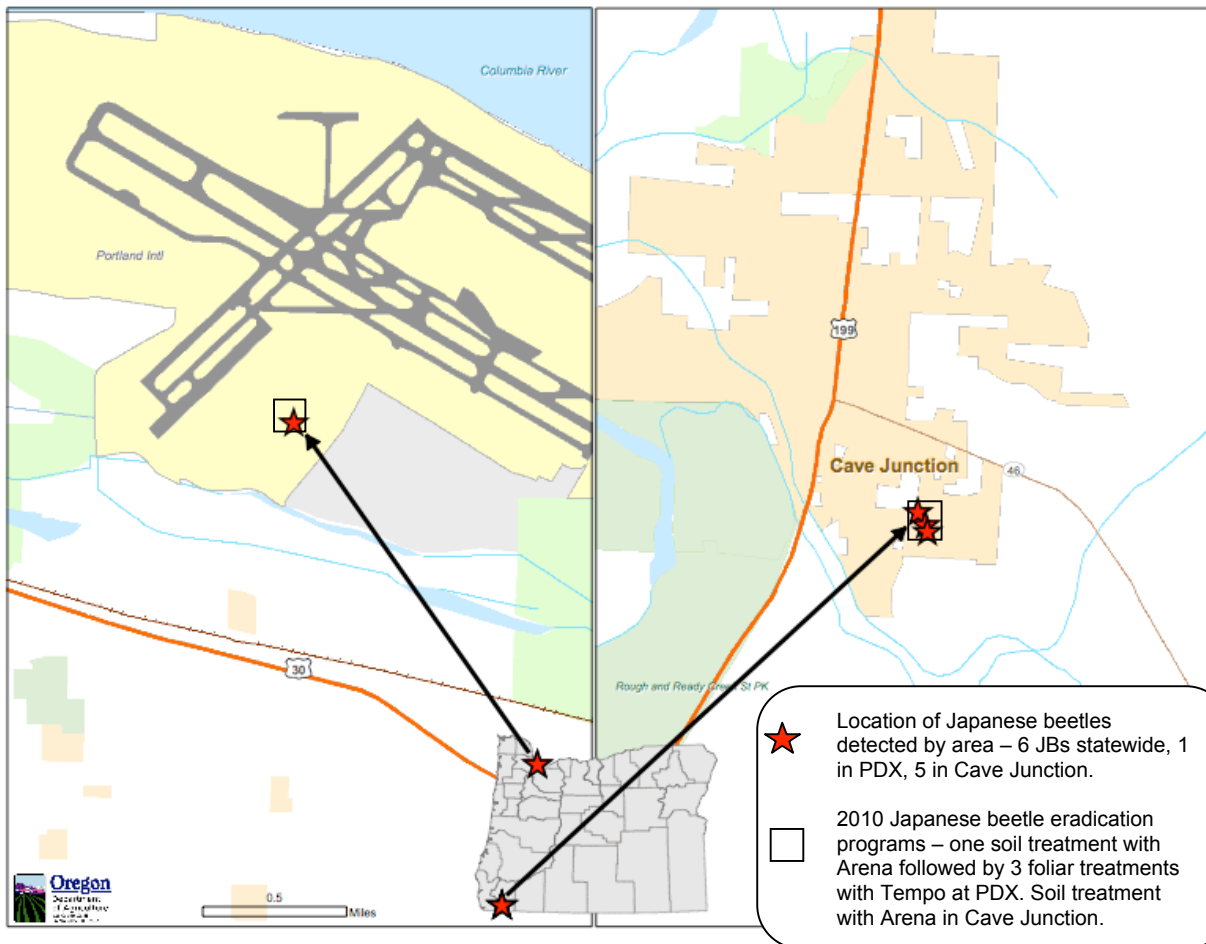 Columbia River
Portland Intl
30
199
Cave Junction
46
Rough and Ready Creek St PK
Location of Japanese beetles
detected by area – 6 JBs statewide, 1
in PDX, 5 in Cave Junction.
2010 Japanese beetle eradication
programs – one soil treatment with
Arena followed by 3 foliar treatments
with Tempo at PDX. Soil treatment
with Arena in Cave Junction.
Oregon
Department
of Agriculture
0.5
Miles